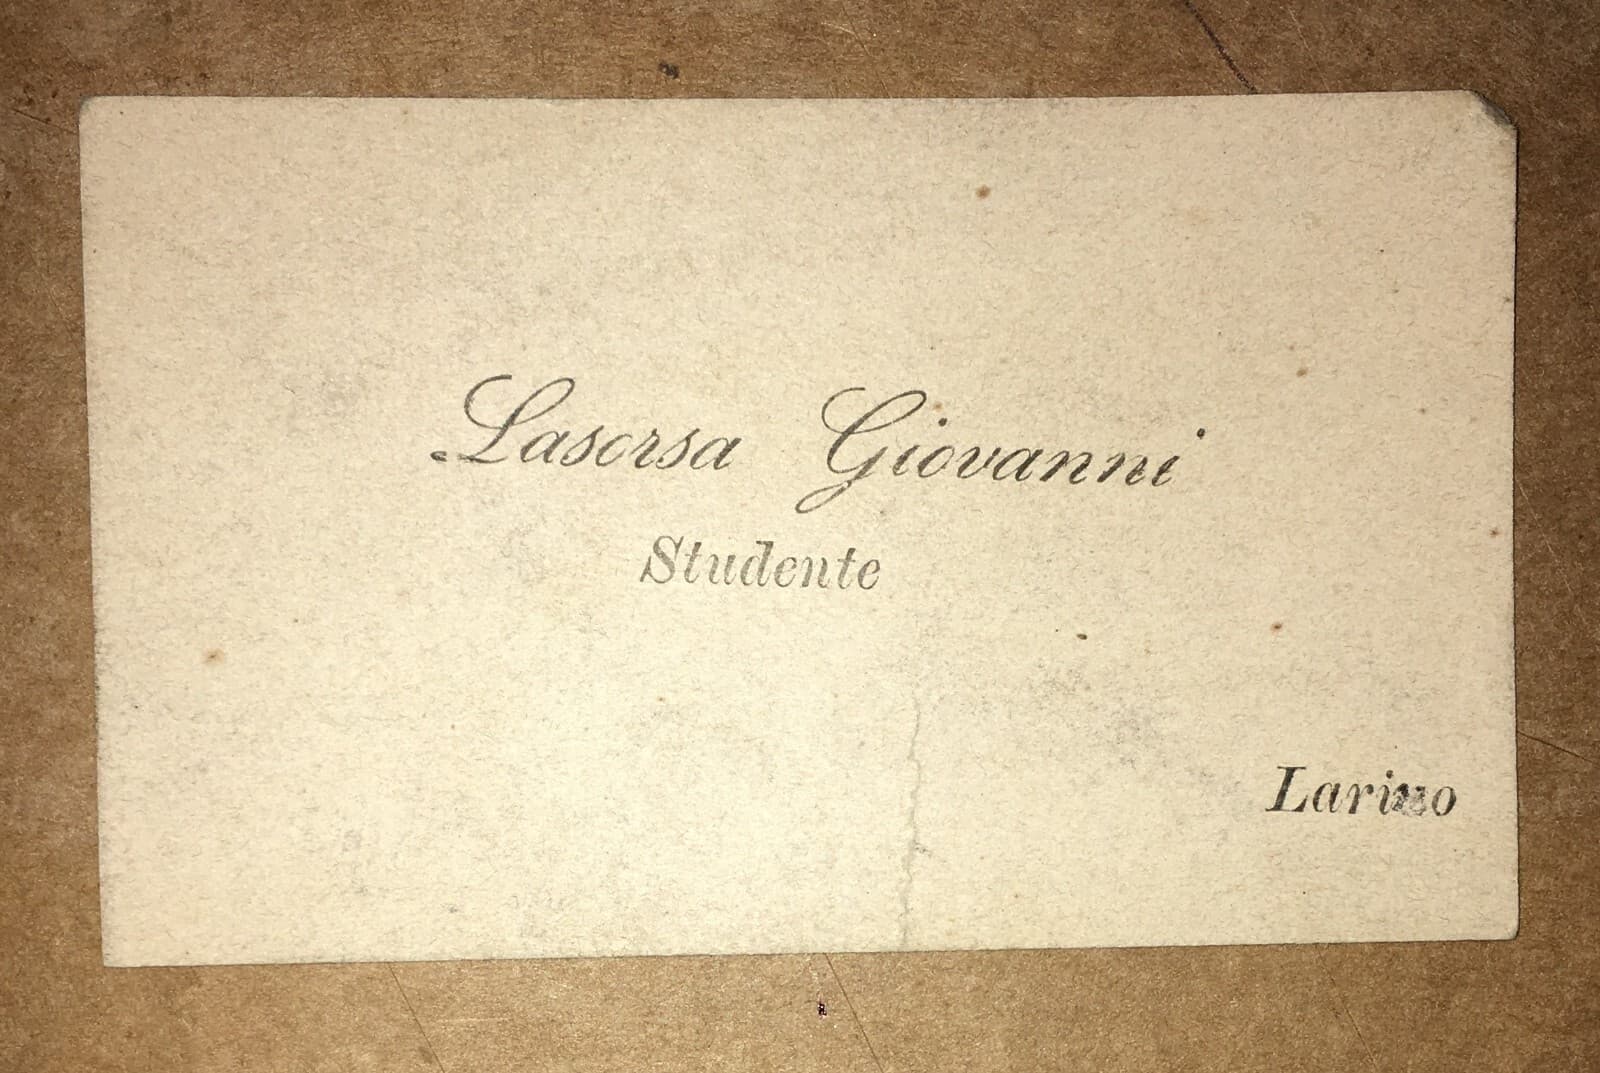 Lasorsa Giovanni
Studente
Larino